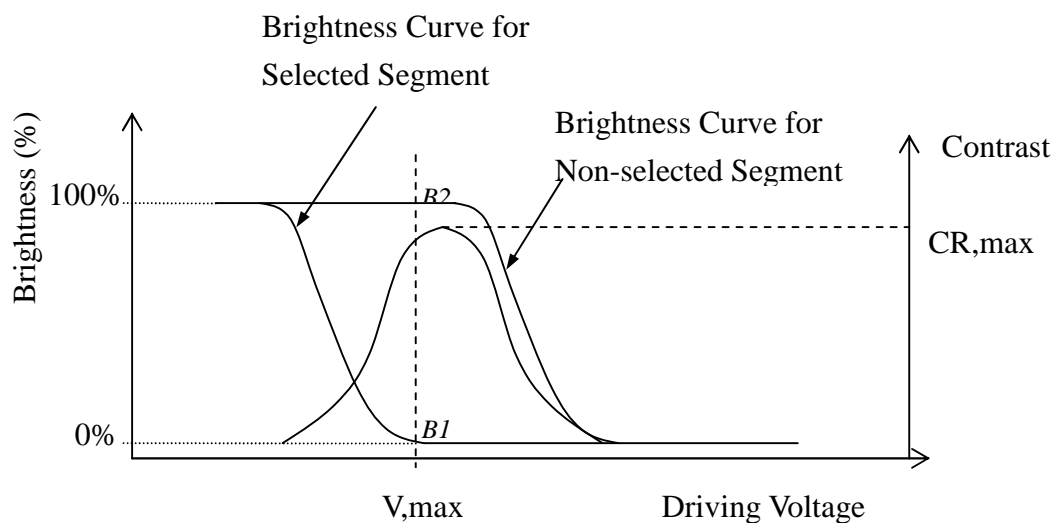 Brightness Curve for
Selected Segment
Brightness Curve for
Non-selected Segment
Contrast
Brightness (%)
100%
B2
CR,max
0%
B1
V,max
Driving Voltage